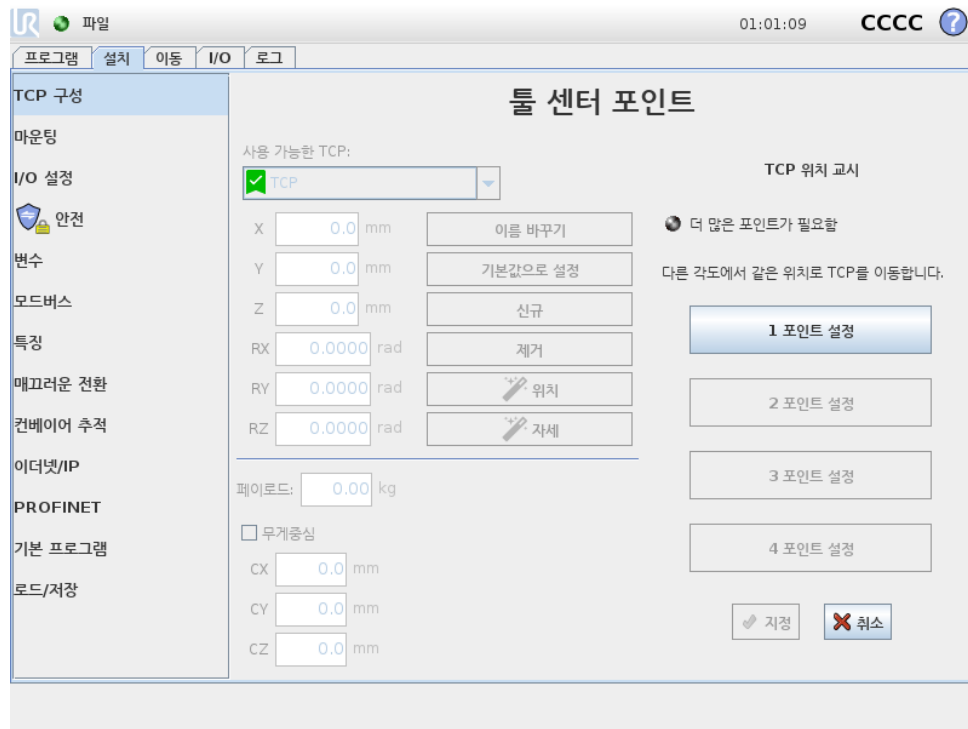 UR 파일 01:01:09 CCCC ?
프로그램 설치 이동 I/O 로그
TCP 구성
마운팅
I/O 설정
안전
변수
모드버스
특징
매끄러운 전환
컨베이어 추적
이더넷/IP
PROFINET
기본 프로그램
로드/저장
툴 센터 포인트
사용 가능한 TCP:
TCP
X 0.0 mm 이름 바꾸기
Y 0.0 mm 기본값으로 설정
Z 0.0 mm 신규
RX 0.0000 rad 제거
RY 0.0000 rad 위치
RZ 0.0000 rad 자세
페이로드: 0.00 kg
무게중심
CX 0.0 mm
CY 0.0 mm
CZ 0.0 mm
TCP 위치 교시
더 많은 포인트가 필요함
다른 각도에서 같은 위치로 TCP를 이동합니다.
1 포인트 설정
2 포인트 설정
3 포인트 설정
4 포인트 설정
지정 취소